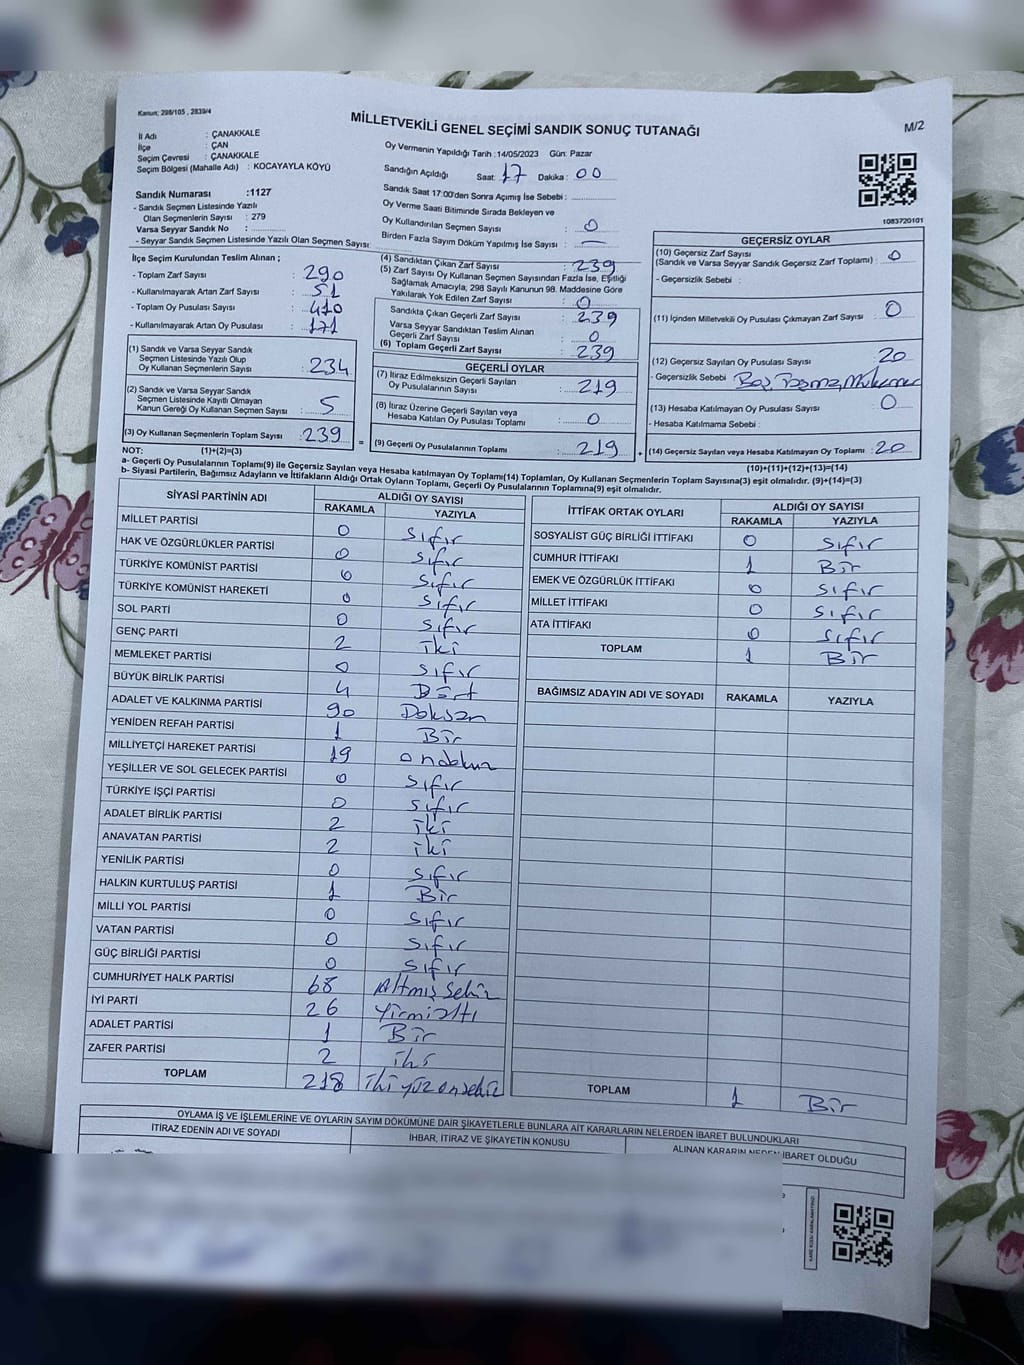 Kanun: 298/105 , 2839/4
MİLLETVEKİLİ GENEL SEÇİMİ SANDIK SONUÇ TUTANAĞI
M/2
İl Adı : ÇANAKKALE
İlçe : ÇAN
Seçim Çevresi : ÇANAKKALE
Seçim Bölgesi (Mahalle Adı) : KOCAYAYLA KÖYÜ
Sandık Numarası :1127
- Sandık Seçmen Listesinde Yazılı
Olan Seçmenlerin Sayısı : 279
Varsa Seyyar Sandık No :
- Seyyar Sandık Seçmen Listesinde Yazılı Olan Seçmen Sayısı:
Oy Vermenin Yapıldığı Tarih :14/05/2023 Gün: Pazar
Sandığın Açıldığı Saat: 17 Dakika : 00
Sandık Saat 17:00'den Sonra Açılmış İse Sebebi :
Oy Verme Saati Bitiminde Sırada Bekleyen ve
Oy Kullandırılan Seçmen Sayısı : 0
Birden Fazla Sayım Döküm Yapılmış İse Sayısı : —
1083720101
İlçe Seçim Kurulundan Teslim Alınan ;
- Toplam Zarf Sayısı : 290
- Kullanılmayarak Artan Zarf Sayısı : 51
- Toplam Oy Pusulası Sayısı : 410
- Kullanılmayarak Artan Oy Pusulası : 171
(1) Sandık ve Varsa Seyyar Sandık
Seçmen Listesinde Yazılı Olup
Oy Kullanan Seçmenlerin Sayısı : 234
(2) Sandık ve Varsa Seyyar Sandık
Seçmen Listesinde Kayıtlı Olmayan
Kanun Gereği Oy Kullanan Seçmen Sayısı : 5
(3) Oy Kullanan Seçmenlerin Toplam Sayısı : 239
(1)+(2)=(3)
(4) Sandıktan Çıkan Zarf Sayısı : 239
(5) Zarf Sayısı Oy Kullanan Seçmen Sayısından Fazla İse, Eşitliği
Sağlamak Amacıyla, 298 Sayılı Kanunun 98. Maddesine Göre
Yakılarak Yok Edilen Zarf Sayısı : 0
Sandıkta Çıkan Geçerli Zarf Sayısı : 239
Varsa Seyyar Sandıktan Teslim Alınan
Geçerli Zarf Sayısı : 0
(6) Toplam Geçerli Zarf Sayısı : 239
GEÇERLİ OYLAR
(7) İtiraz Edilmeksizin Geçerli Sayılan
Oy Pusulalarının Sayısı : 219
(8) İtiraz Üzerine Geçerli Sayılan veya
Hesaba Katılan Oy Pusulası Toplamı : 0
= (9) Geçerli Oy Pusulalarının Toplamı : 219 +
GEÇERSİZ OYLAR
(10) Geçersiz Zarf Sayısı
(Sandık ve Varsa Seyyar Sandık Geçersiz Zarf Toplamı) : 0
- Geçersizlik Sebebi :
(11) İçinden Milletvekili Oy Pusulası Çıkmayan Zarf Sayısı : 0
(12) Geçersiz Sayılan Oy Pusulası Sayısı : 20
- Geçersizlik Sebebi :
(13) Hesaba Katılmayan Oy Pusulası Sayısı : 0
- Hesaba Katılmama Sebebi :
(14) Geçersiz Sayılan veya Hesaba Katılmayan Oy Toplamı : 20
(10)+(11)+(12)+(13)=(14)
NOT:
a- Geçerli Oy Pusulalarının Toplamı(9) ile Geçersiz Sayılan veya Hesaba katılmayan Oy Toplamı(14) Toplamları, Oy Kullanan Seçmenlerin Toplam Sayısına(3) eşit olmalıdır. (9)+(14)=(3)
b- Siyasi Partilerin, Bağımsız Adayların ve İttifakların Aldığı Ortak Oyların Toplamı, Geçerli Oy Pusulalarının Toplamına(9) eşit olmalıdır.
SİYASİ PARTİNİN ADI ALDIĞI OY SAYISI
RAKAMLA YAZIYLA
MİLLET PARTİSİ 0 Sıfır
HAK VE ÖZGÜRLÜKLER PARTİSİ 0 Sıfır
TÜRKİYE KOMÜNİST PARTİSİ 0 Sıfır
TÜRKİYE KOMÜNİST HAREKETİ 0 Sıfır
SOL PARTİ 0 Sıfır
GENÇ PARTİ 2 iki
MEMLEKET PARTİSİ 0 Sıfır
BÜYÜK BİRLİK PARTİSİ 4 Dört
ADALET VE KALKINMA PARTİSİ 90 Doksan
YENİDEN REFAH PARTİSİ 1 Bir
MİLLİYETÇİ HAREKET PARTİSİ 19 ondokuz
YEŞİLLER VE SOL GELECEK PARTİSİ 0 Sıfır
TÜRKİYE İŞÇİ PARTİSİ 0 Sıfır
ADALET BİRLİK PARTİSİ 2 iki
ANAVATAN PARTİSİ 2 iki
YENİLİK PARTİSİ 0 Sıfır
HALKIN KURTULUŞ PARTİSİ 1 Bir
MİLLİ YOL PARTİSİ 0 Sıfır
VATAN PARTİSİ 0 Sıfır
GÜÇ BİRLİĞİ PARTİSİ 0 Sıfır
CUMHURİYET HALK PARTİSİ 68 Altmış Sekiz
İYİ PARTİ 26 Yirmialtı
ADALET PARTİSİ 1 Bir
ZAFER PARTİSİ 2 iki
TOPLAM 218 ikiyüzonsekiz
İTTİFAK ORTAK OYLARI ALDIĞI OY SAYISI
RAKAMLA YAZIYLA
SOSYALİST GÜÇ BİRLİĞİ İTTİFAKI 0 Sıfır
CUMHUR İTTİFAKI 1 Bir
EMEK VE ÖZGÜRLÜK İTTİFAKI 0 Sıfır
MİLLET İTTİFAKI 0 Sıfır
ATA İTTİFAKI 0 Sıfır
TOPLAM 1 Bir
BAĞIMSIZ ADAYIN ADI VE SOYADI RAKAMLA YAZIYLA
TOPLAM 1 Bir
OYLAMA İŞ VE İŞLEMLERİNE VE OYLARIN SAYIM DÖKÜMÜNE DAİR ŞİKAYETLERLE BUNLARA AİT KARARLARIN NELERDEN İBARET BULUNDUKLARI
İTİRAZ EDENİN ADI VE SOYADI İHBAR, İTİRAZ VE ŞİKAYETİN KONUSU ALINAN KARARIN NEDEN İBARET OLDUĞU